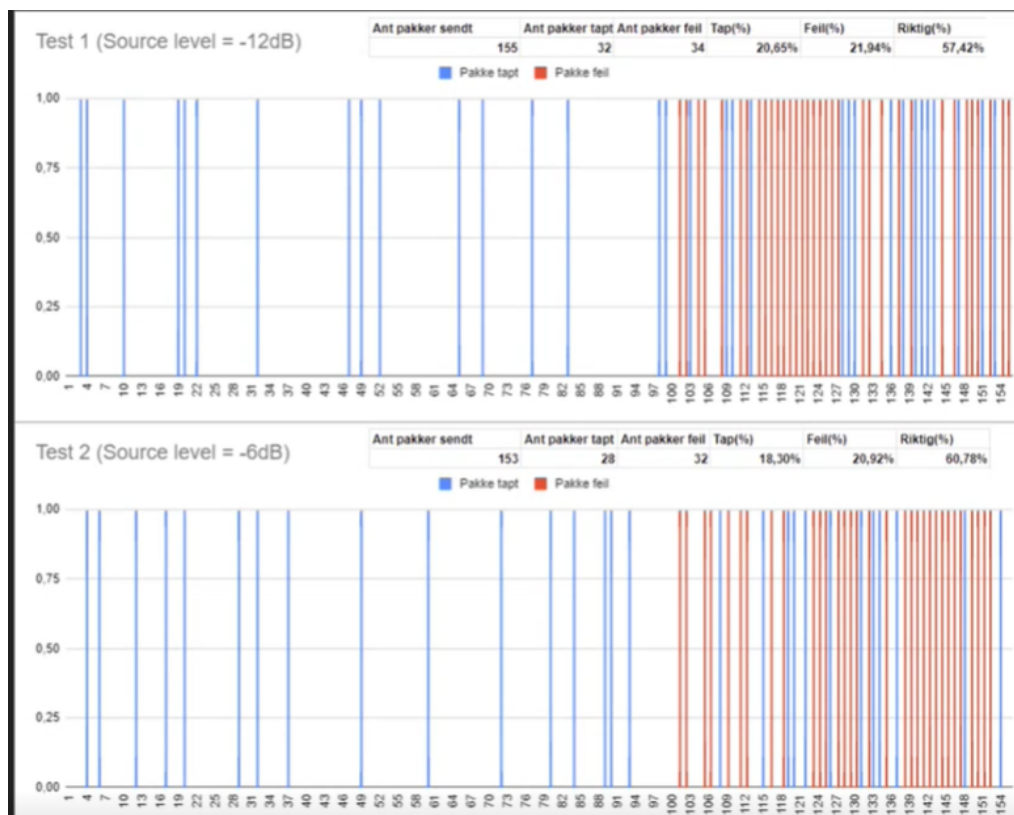 Test 1 (Source level = -12dB)
Ant pakker sendt Ant pakker tapt Ant pakker feil Tap(%) Feil(%) Riktig(%)
155 32 34 20,65% 21,94% 57,42%
Pakke tapt Pakke feil
1,00
0,75
0,50
0,25
0,00
1 4 7 10 13 16 19 22 25 28 31 34 37 40 43 46 49 52 55 58 61 64 67 70 73 76 79 82 85 88 91 94 97 100 103 106 109 112 115 118 121 124 127 130 133 136 139 142 145 148 151 154
Test 2 (Source level = -6dB)
Ant pakker sendt Ant pakker tapt Ant pakker feil Tap(%) Feil(%) Riktig(%)
153 28 32 18,30% 20,92% 60,78%
Pakke tapt Pakke feil
1,00
0,75
0,50
0,25
0,00
1 4 7 10 13 16 19 22 25 28 31 34 37 40 43 46 49 52 55 58 61 64 67 70 73 76 79 82 85 88 91 94 97 100 103 106 109 112 115 118 121 124 127 130 133 136 139 142 145 148 151 154